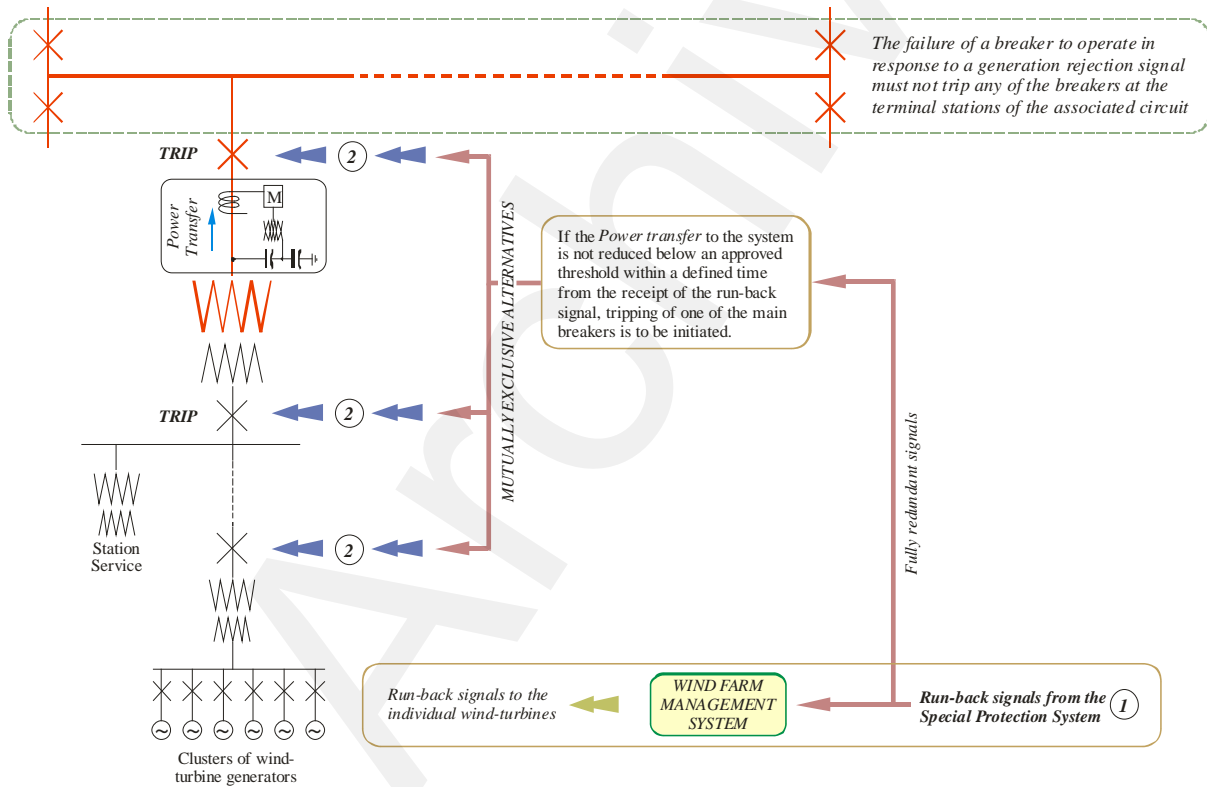 The failure of a breaker to operate in
response to a generation rejection signal
must not trip any of the breakers at the
terminal stations of the associated circuit
TRIP
2
Power
Transfer
M
MUTUALLY EXCLUSIVE ALTERNATIVES
If the Power transfer to the system
is not reduced below an approved
threshold within a defined time
from the receipt of the run-back
signal, tripping of one of the main
breakers is to be initiated.
TRIP
2
Fully redundant signals
Station
Service
2
Run-back signals to the
individual wind-turbines
WIND FARM
MANAGEMENT
SYSTEM
Run-back signals from the
Special Protection System
1
Clusters of wind-
turbine generators
Archiv